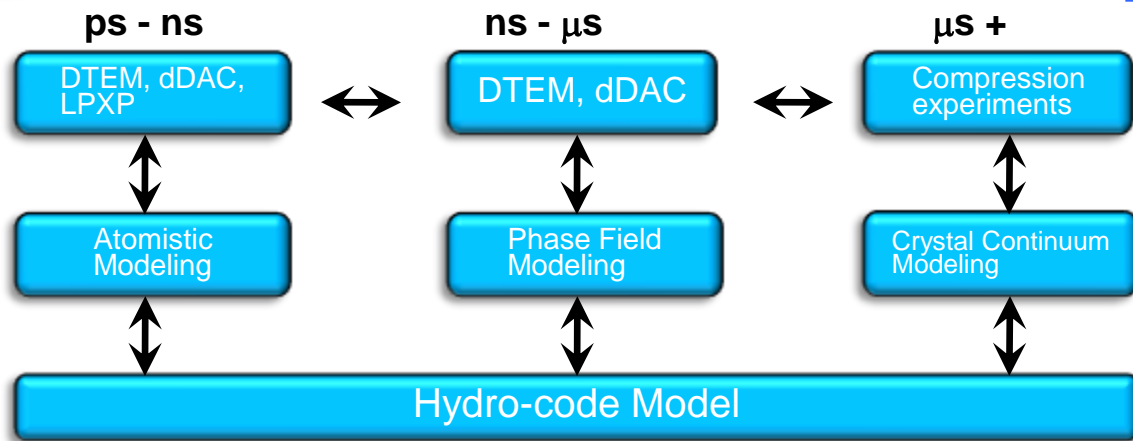 ps - ns
ns - μs
μs +
DTEM, dDAC,
LPXP
DTEM, dDAC
Compression
experiments
Atomistic
Modeling
Phase Field
Modeling
Crystal Continuum
Modeling
Hydro-code Model